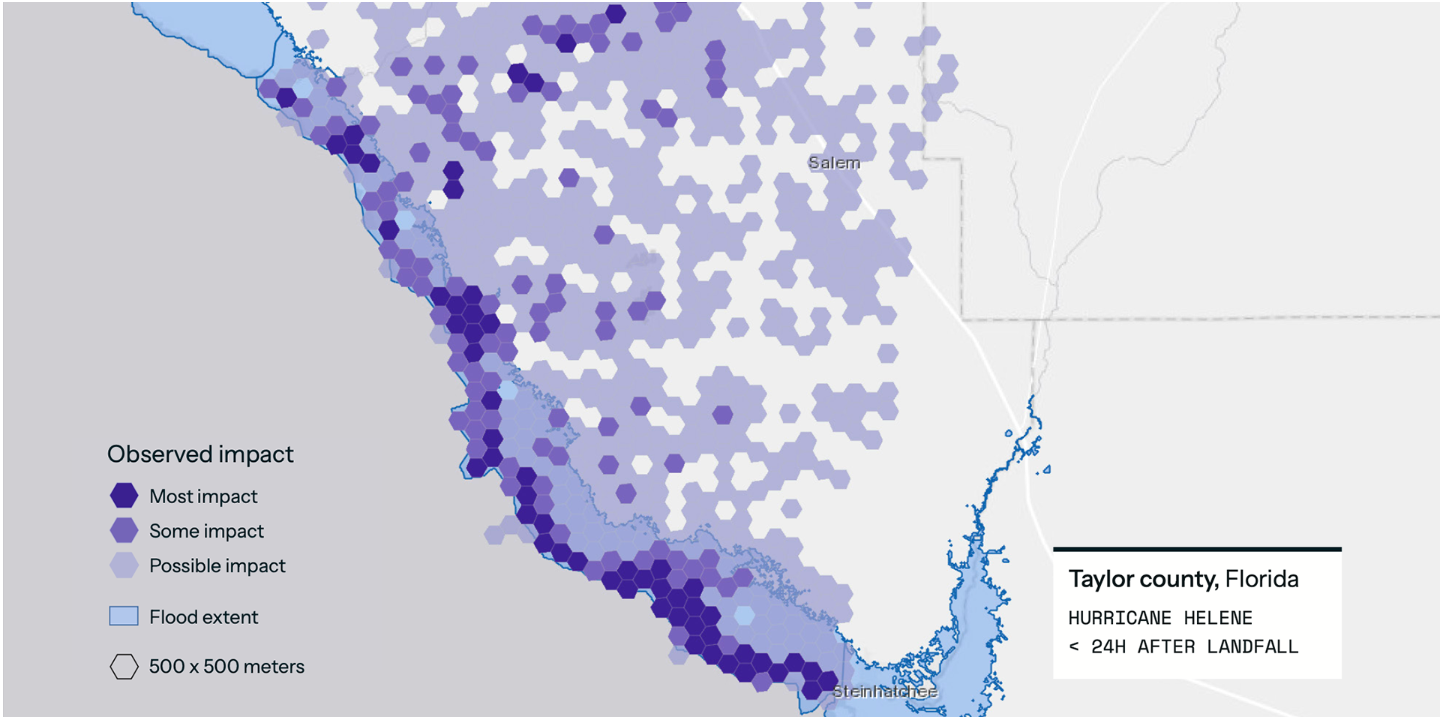 Salem
Observed impact
Most impact
Some impact
Possible impact
Flood extent
500 x 500 meters
Taylor county, Florida
HURRICANE HELENE
< 24H AFTER LANDFALL
Steinhatchee